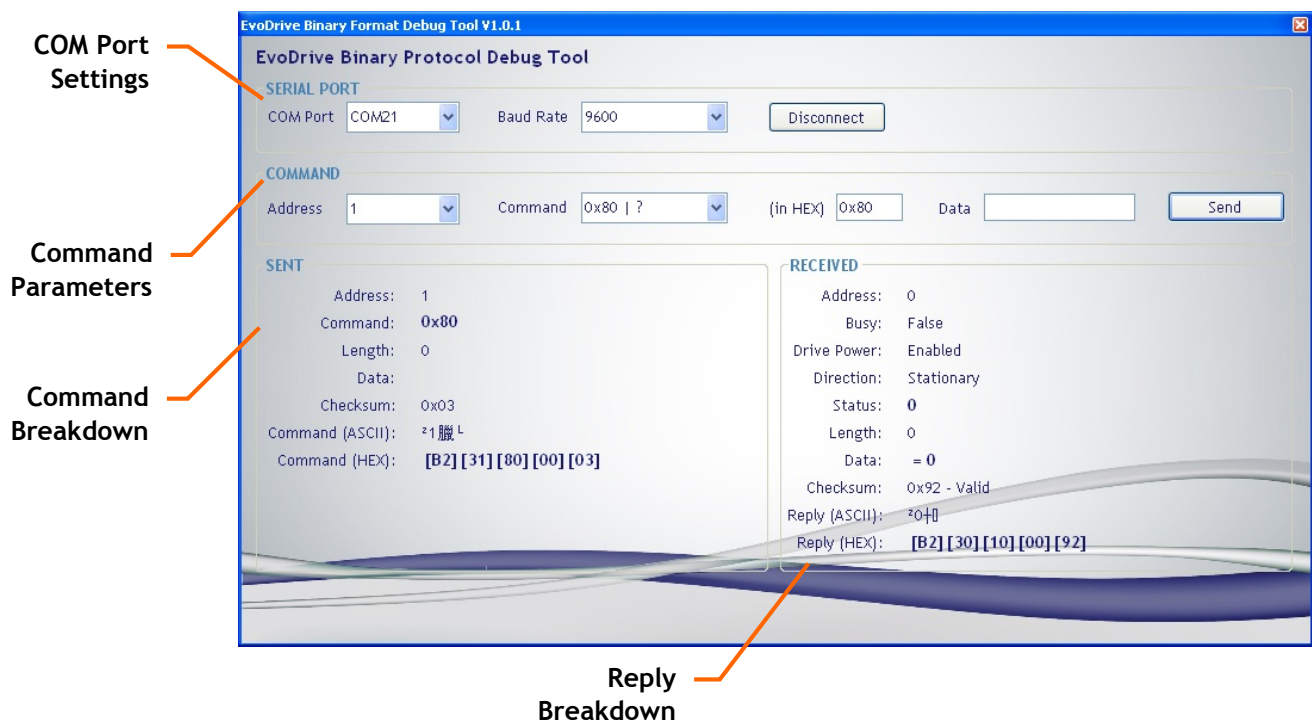 EvoDrive Binary Format Debug Tool V1.0.1
EvoDrive Binary Protocol Debug Tool
COM Port
Settings
SERIAL PORT
COM Port COM21 Baud Rate 9600 Disconnect
COMMAND
Address 1 Command 0x80 | ? (in HEX) 0x80 Data Send
Command
Parameters
SENT
Address: 1
Command: 0x80
Length: 0
Data:
Checksum: 0x03
Command (ASCII): ²1臘└
Command (HEX): [B2][31][80][00][03]
Command
Breakdown
RECEIVED
Address: 0
Busy: False
Drive Power: Enabled
Direction: Stationary
Status: 0
Length: 0
Data: = 0
Checksum: 0x92 - Valid
Reply (ASCII): ²0
Reply (HEX): [B2][30][10][00][92]
Reply
Breakdown